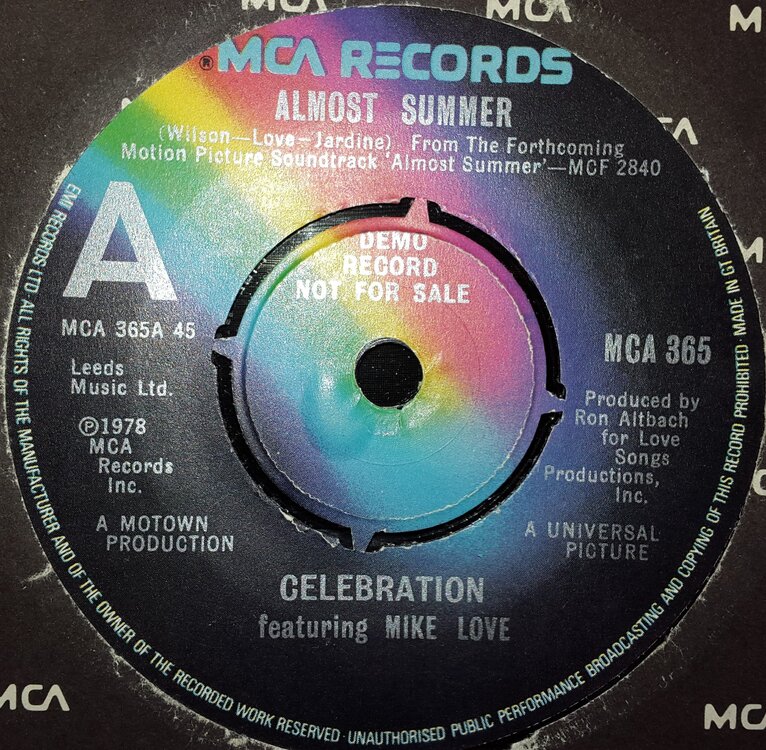 MCA
MCA
M
® MCA RECORDS
ALMOST SUMMER
(Wilson—Love—Jardine) From The Forthcoming
Motion Picture Soundtrack 'Almost Summer'—MCF 2840
A
DEMO
RECORD
NOT FOR SALE
MCA 365A 45
MCA 365
Leeds
Music Ltd.
℗1978
MCA
Records
Inc.
Produced by
Ron Altbach
for Love
Songs
Productions,
Inc.
A MOTOWN
PRODUCTION
A UNIVERSAL
PICTURE
CELEBRATION
featuring MIKE LOVE
EMI RECORDS LTD · ALL RIGHTS OF THE MANUFACTURER AND OF THE OWNER OF THE RECORDED WORK RESERVED · UNAUTHORISED PUBLIC PERFORMANCE BROADCASTING AND COPYING OF THIS RECORD PROHIBITED · MADE IN GT BRITAIN
MCA
MC